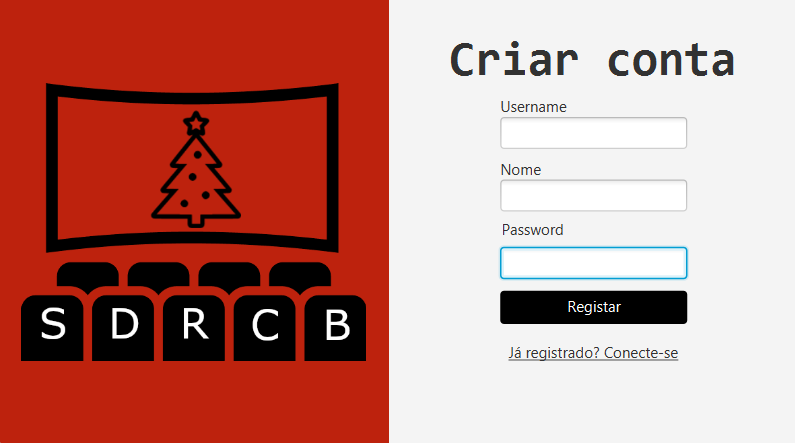 S D R C B
Criar conta
Username
Nome
Password
Registar
Já registrado? Conecte-se